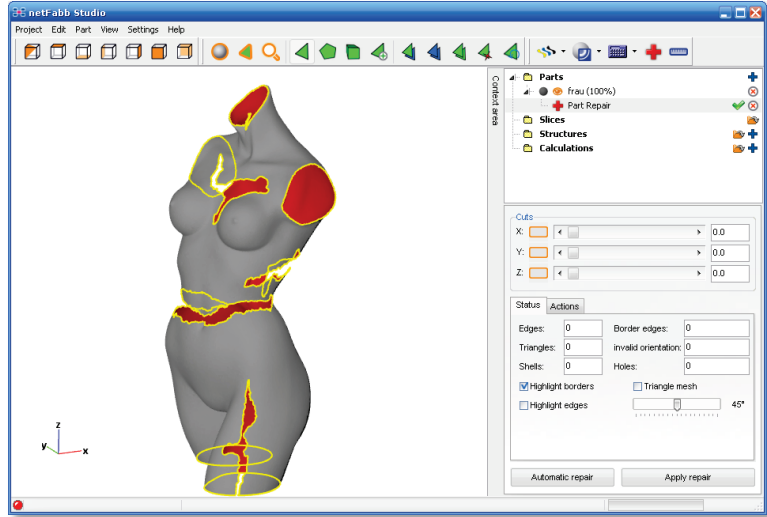 netFabb Studio
Project Edit Part View Settings Help
Context area
Parts
frau (100%)
Part Repair
Slices
Structures
Calculations
Cuts
X: 0.0
Y: 0.0
Z: 0.0
Status Actions
Edges: 0 Border edges: 0
Triangles: 0 invalid orientation: 0
Shells: 0 Holes: 0
Highlight borders Triangle mesh
Highlight edges 45°
Automatic repair Apply repair
z
y x